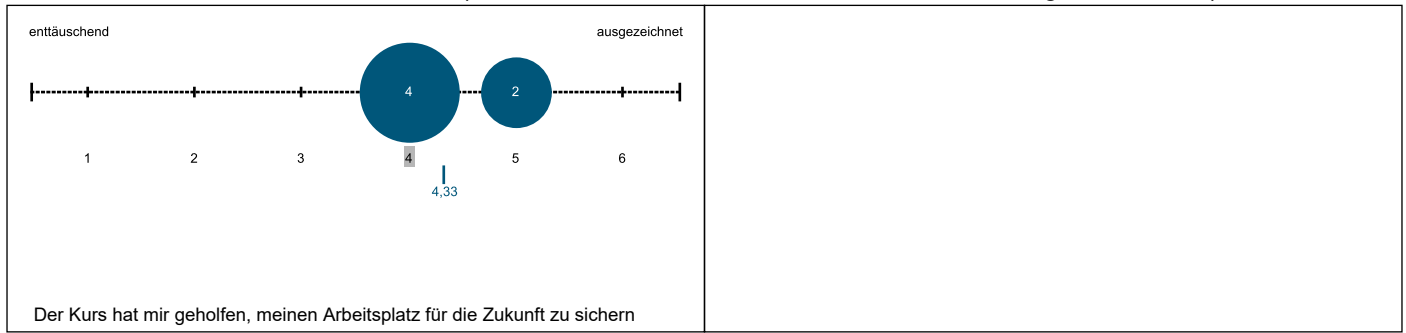 enttäuschend ausgezeichnet
4 2
1 2 3 4 5 6
4,33
Der Kurs hat mir geholfen, meinen Arbeitsplatz für die Zukunft zu sichern